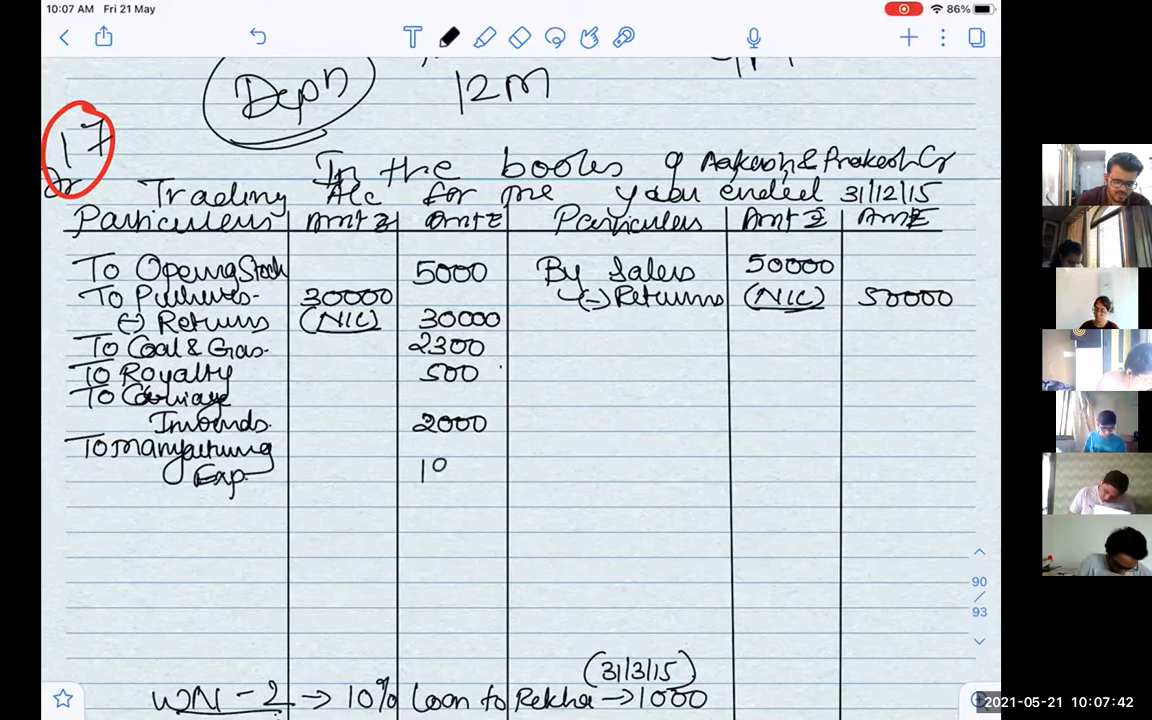 10:07 AM Fri 21 May
86%
Depn
12M
17
In the books of Aakash & Prakash Co
Dr Trading A/c for the year ended 31/12/15
Particulars Amt ₹ Amt ₹ Particulars Amt ₹ Amt ₹
To Opening Stock 5000 By Sales 50000
To Purchases 30000 (-) Returns (NIL) 50000
(-) Returns (NIL) 30000
To Coal & Gas 2300
To Royalty 500
To Carriage
Inwards 2000
To Manufacturing
Exp. 10
90
/
93
(31/3/15)
WN - 2 → 10% Loan to Rekha → 1000
2021-05-21 10:07:42